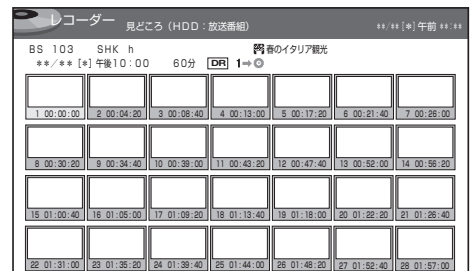 レコーダー 見どころ（HDD：放送番組） **/**[*]午前**:**
BS 103 SHK h 春のイタリア観光
**/**[*]午後10:00 60分 DR 1→
1 00:00:00 2 00:04:20 3 00:08:40 4 00:13:00 5 00:17:20 6 00:21:40 7 00:26:00
8 00:30:20 9 00:34:40 10 00:39:00 11 00:43:20 12 00:47:40 13 00:52:00 14 00:56:20
15 01:00:40 16 01:05:00 17 01:09:20 18 01:13:40 19 01:18:00 20 01:22:20 21 01:26:40
22 01:31:00 23 01:35:20 24 01:39:40 25 01:44:00 26 01:48:20 27 01:52:40 28 01:57:00